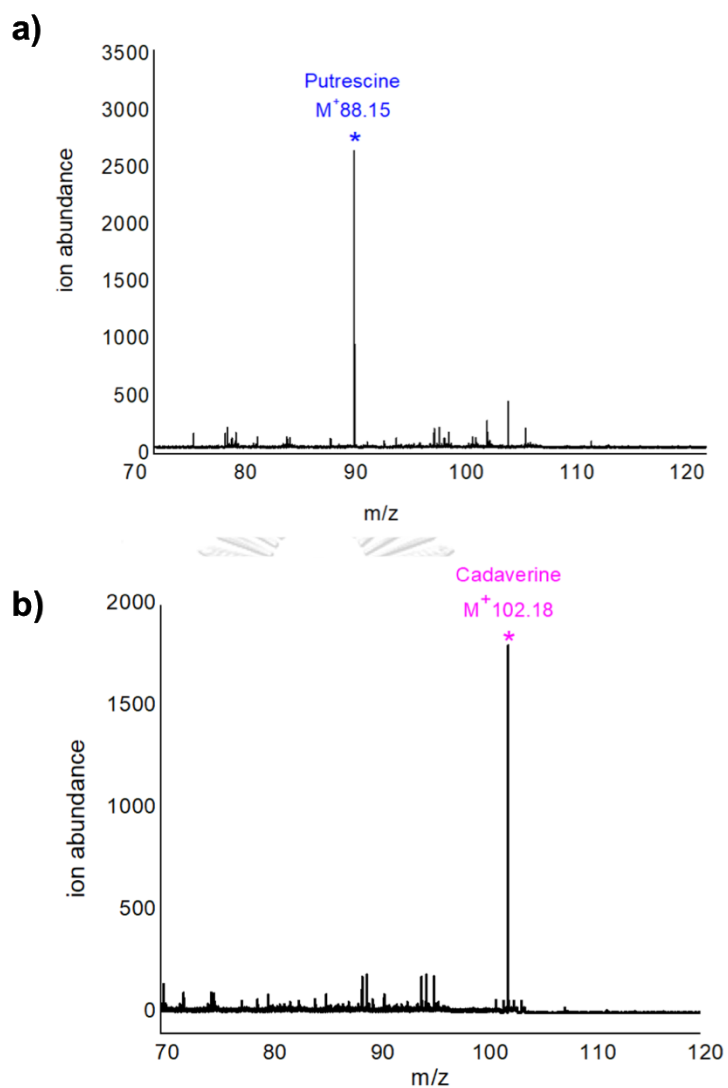 a)
3500
Putrescine
3000
M+88.15
*
2500
ion abundance
2000
1500
1000
500
0
70 80 90 100 110 120
m/z
Cadaverine
b)
2000
M+102.18
*
1500
ion abundance
1000
500
0
70 80 90 100 110 120
m/z